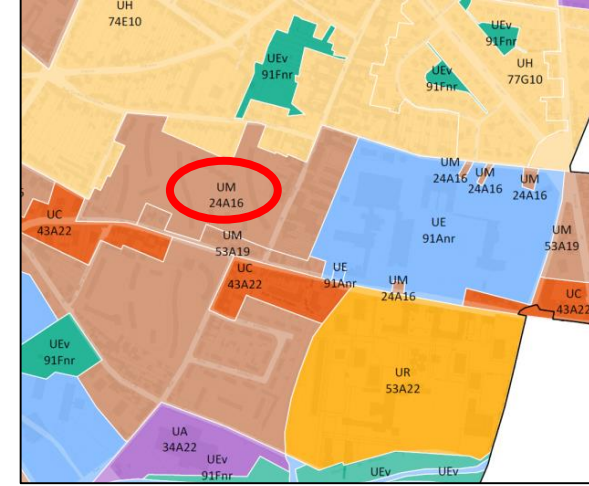 UH
74E10
UEv
91Fnr
UEv
91Fnr
UEv
91Fnr
UH
77G10
UM
24A16
UM
24A16
UM
24A16
UM
24A16
UC
43A22
UM
53A19
UE
91Anr
UM
53A19
UC
43A22
UE
91Anr
UM
24A16
UC
43A22
UEv
91Fnr
UR
53A22
UA
34A22
UEv
91Fnr
UEv
UEv